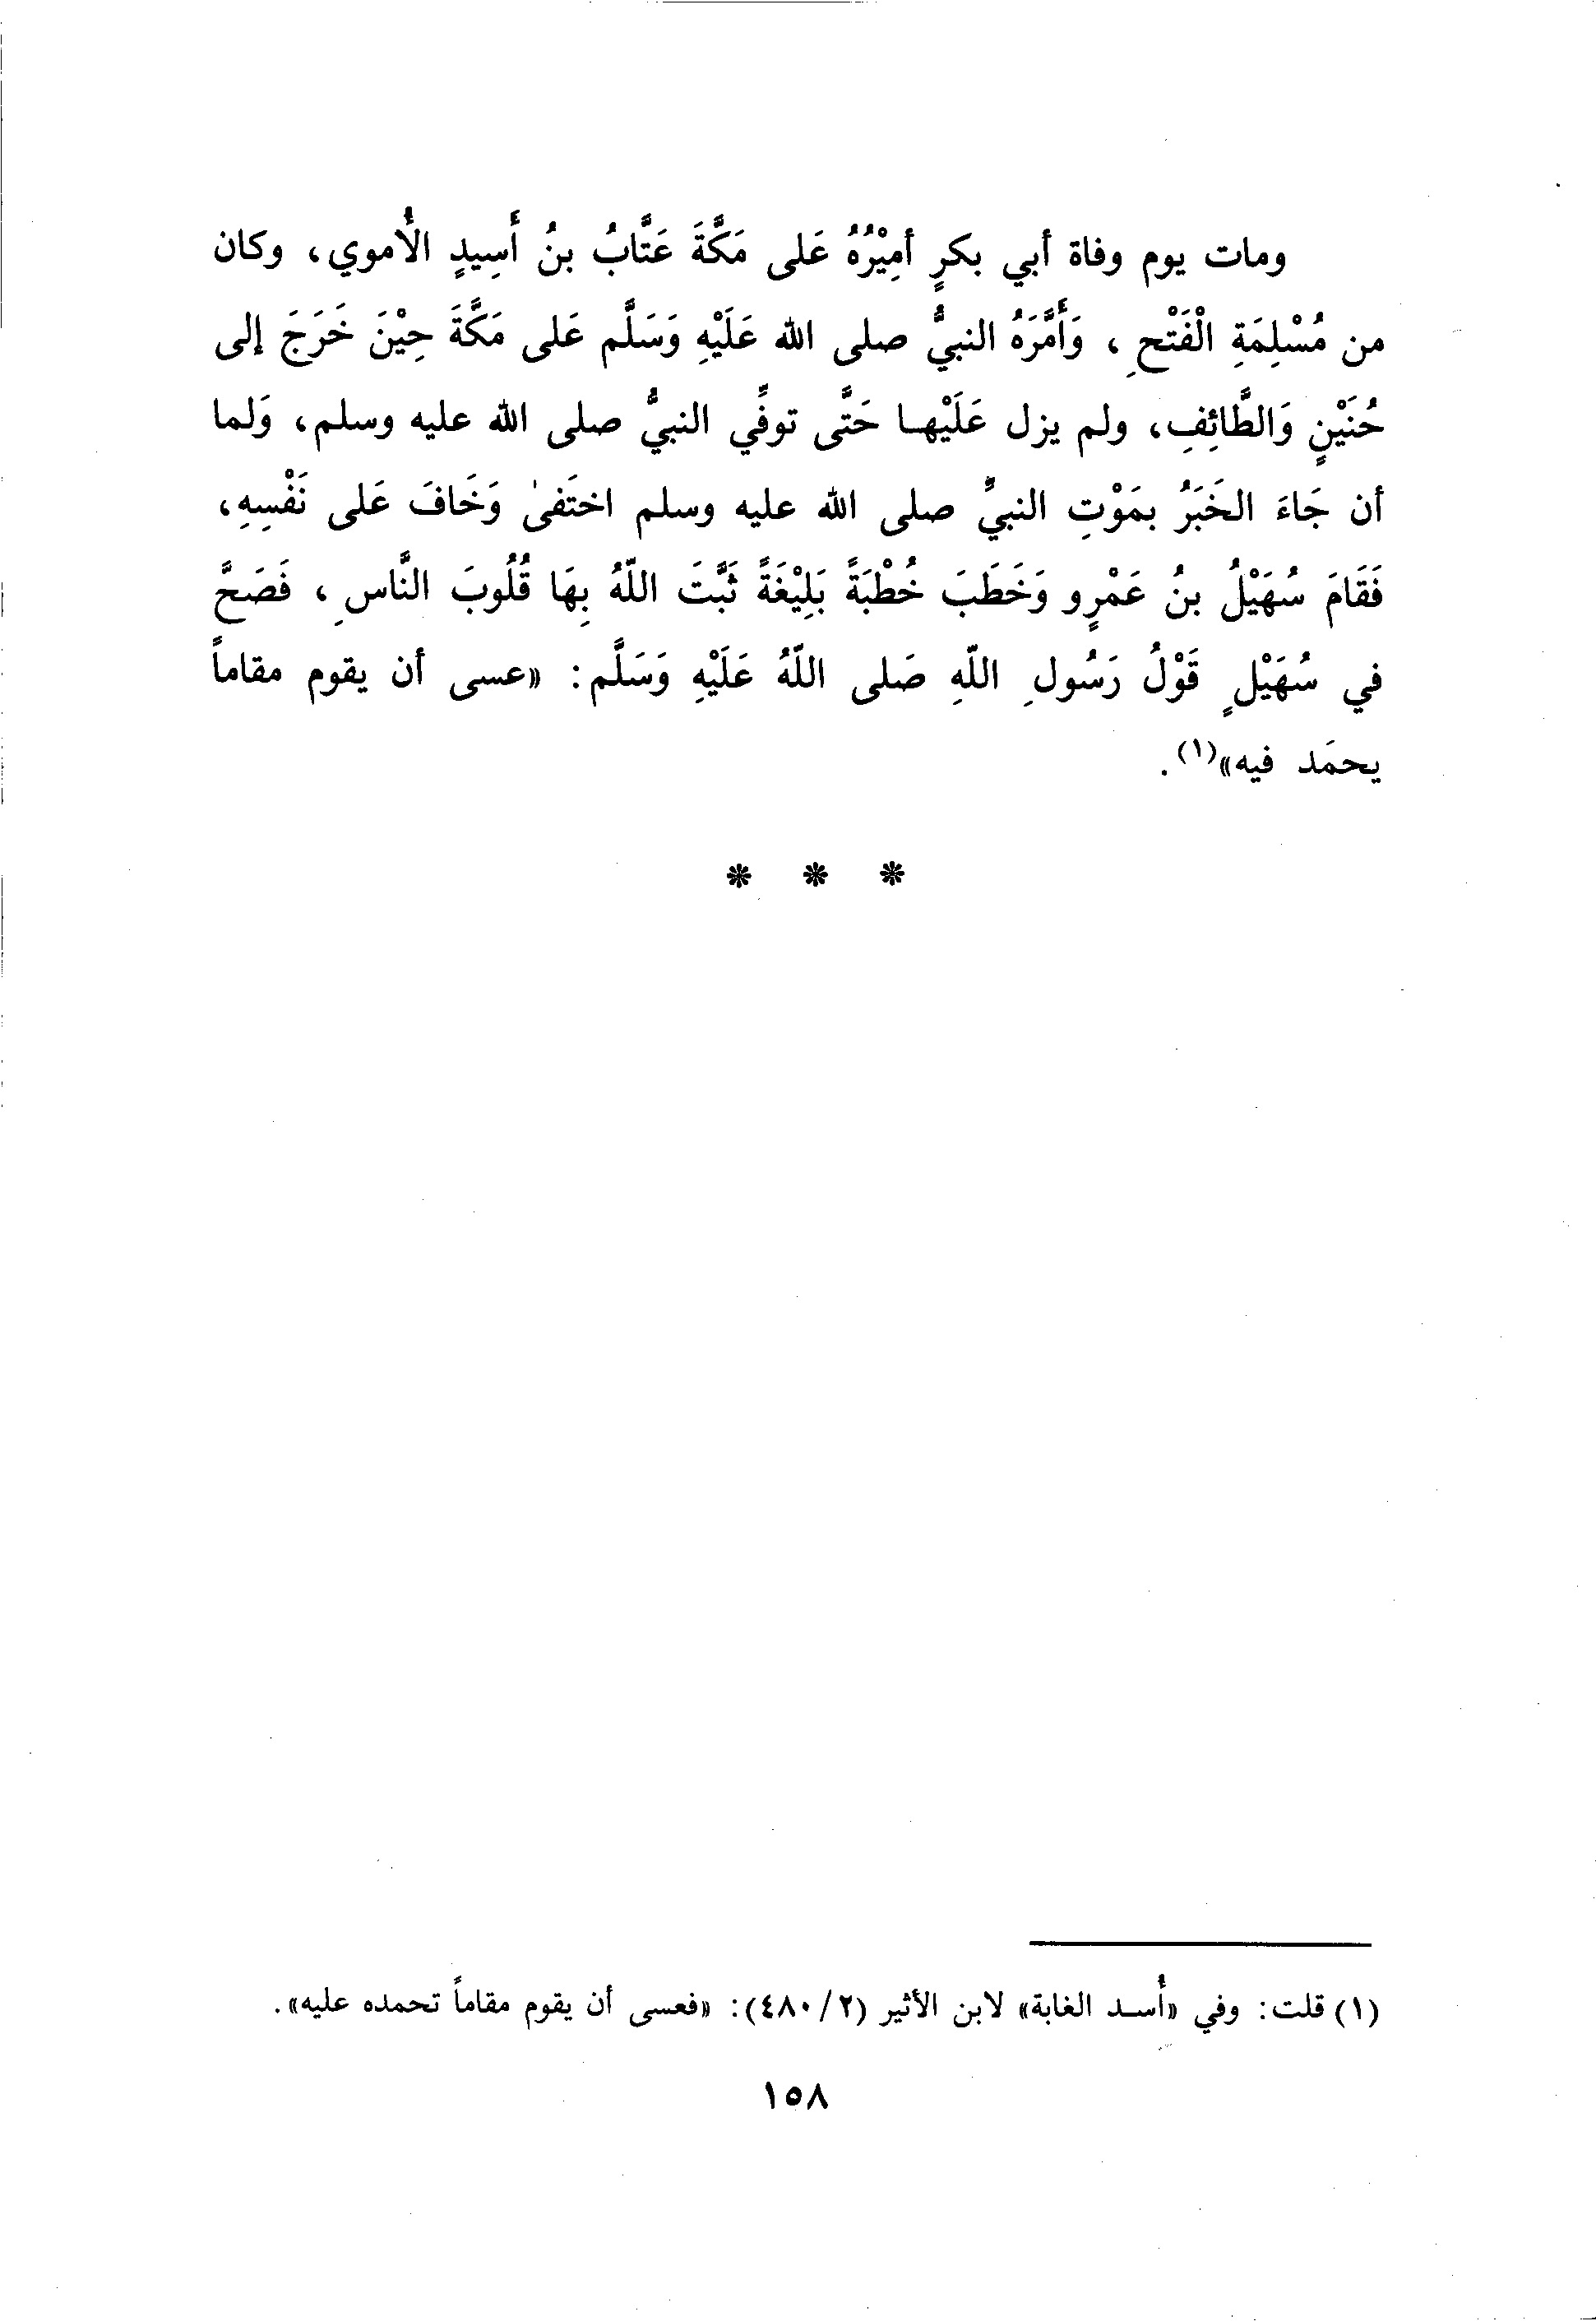 ومات يوم وفاة أبي بكرٍ أمِيْرُهُ عَلى مَكَّةَ عَتَّابُ بنُ أَسِيدٍ الأُموي، وكان
من مُسْلِمَةِ الْفَتْحِ، وَأَمَّرَهُ النبيُّ صلى الله عَلَيْهِ وَسَلَّم عَلى مَكَّةَ حِيْنَ خَرَجَ إلى
حُنَيْنٍ وَالطَّائِفِ، ولم يزل عَلَيْها حَتَّى توفِّي النبيُّ صلى الله عليه وسلم، وَلما
أن جَاءَ الخَبَرُ بمَوْتِ النبيِّ صلى الله عليه وسلم اختَفىٰ وَخَافَ عَلى نَفْسِهِ،
فَقَامَ سُهَيْلُ بنُ عَمْرٍو وَخَطَبَ خُطْبَةً بَلِيْغَةً ثَبَّتَ اللّهُ بِهَا قُلُوبَ النَّاسِ، فَصَحَّ
في سُهَيْلٍ قَوْلُ رَسُولِ اللّهِ صَلى اللّهُ عَلَيْهِ وَسَلَّم: «عسى أن يقوم مقاماً
يحمَد فيه»(١).
* * *
(١) قلت: وفي «أُسد الغابة» لابن الأثير (٢/٤٨٠): «فعسى أن يقوم مقاماً تحمده عليه».
١٥٨